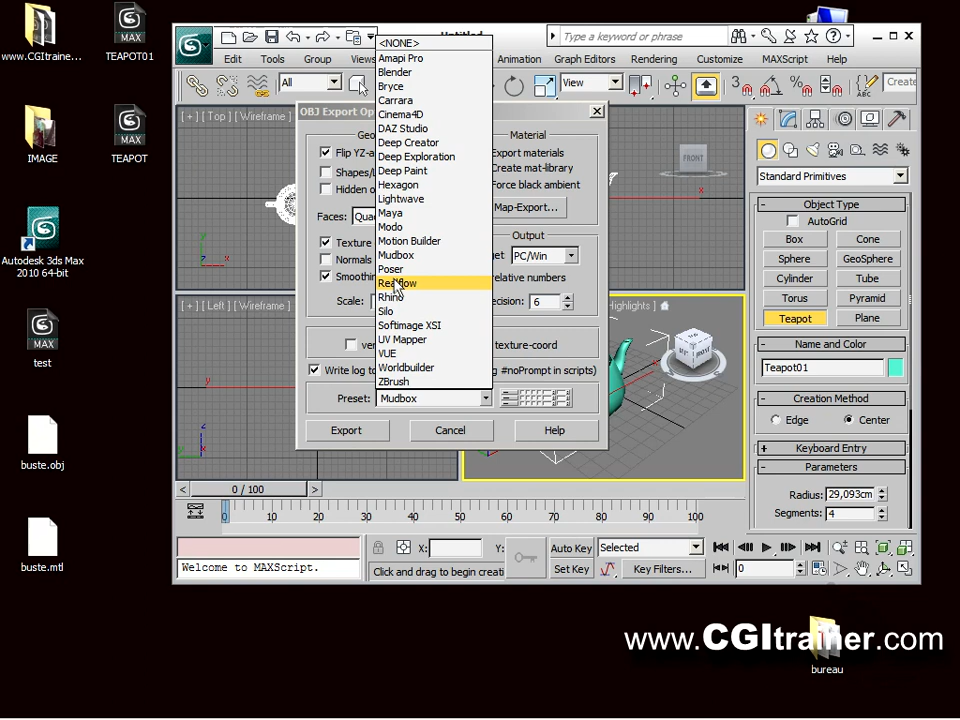 www.CGItraine...
TEAPOT01
IMAGE
TEAPOT
Autodesk 3ds Max
2010 64-bit
test
buste.obj
buste.mtl
bureau
Type a keyword or phrase
Edit
Tools
Group
Views
Animation
Graph Editors
Rendering
Customize
MAXScript
Help
All
View
Create
[ + ] [ Top ] [ Wireframe ]
[ + ] [ Left ] [ Wireframe ]
Highlights ]
FRONT
<NONE>
Amapi Pro
Blender
Bryce
Carrara
Cinema4D
DAZ Studio
Deep Creator
Deep Exploration
Deep Paint
Hexagon
Lightwave
Maya
Modo
Motion Builder
Mudbox
Poser
Realflow
Rhino
Silo
Softimage XSI
UV Mapper
VUE
Worldbuilder
ZBrush
OBJ Export Op
Geo
Flip YZ-a
Shapes/L
Hidden o
Faces: Qua
Texture
Normals
Smoothin
Scale:
Material
Export materials
Create mat-library
Force black ambient
Map-Export...
Output
PC/Win
relative numbers
6
ver
texture-coord
Write log to
g #noPrompt in scripts)
Preset: Mudbox
Export
Cancel
Help
Standard Primitives
Object Type
AutoGrid
Box
Cone
Sphere
GeoSphere
Cylinder
Tube
Torus
Pyramid
Teapot
Plane
Name and Color
Teapot01
Creation Method
Edge
Center
Keyboard Entry
Parameters
Radius: 29,093cm
Segments: 4
0 / 100
0 10 20 30 40 50 60 70 80 90 100
X:
Y:
Auto Key
Selected
Set Key
Key Filters...
0
Welcome to MAXScript.
Click and drag to begin creati
www.CGItrainer.com